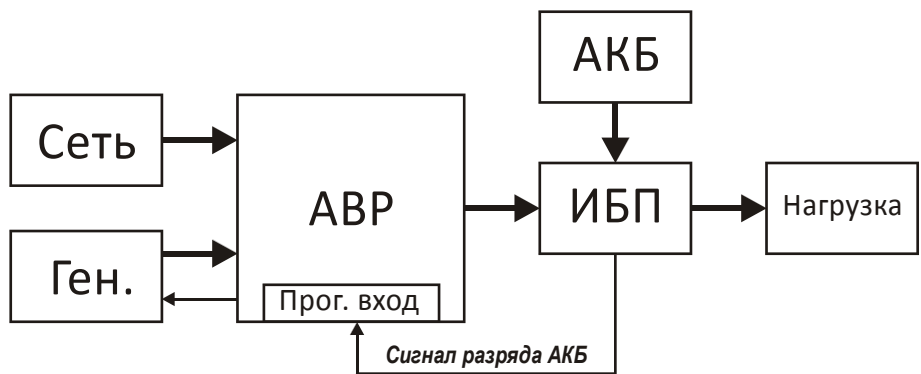 АКБ
Сеть
АВР
ИБП
Нагрузка
Ген.
Прог. вход
Сигнал разряда АКБ